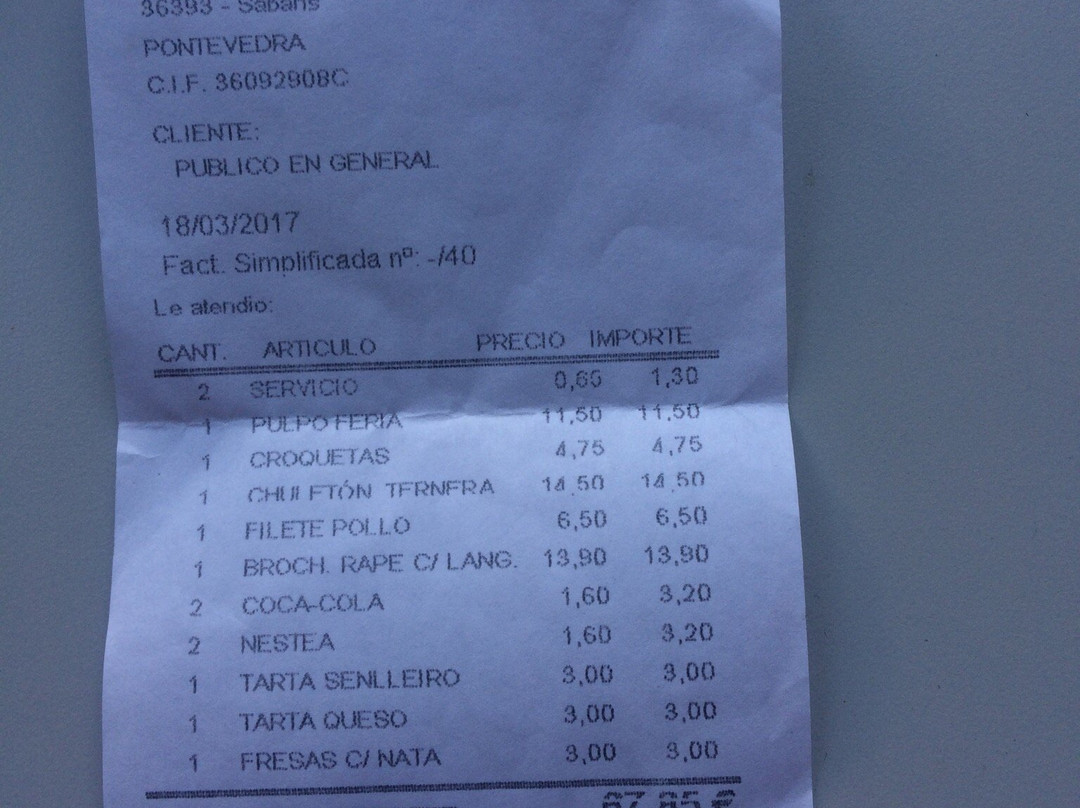 36393 - Sabaris
PONTEVEDRA
C.I.F. 36092908C
CLIENTE:
PUBLICO EN GENERAL
18/03/2017
Fact. Simplificada nº: -/40
Le atendio:
CANT. ARTICULO PRECIO IMPORTE
2 SERVICIO 0,65 1,30
1 PULPO FERIA 11,50 11,50
1 CROQUETAS 4,75 4,75
1 CHULETÓN TERNERA 14,50 14,50
1 FILETE POLLO 6,50 6,50
1 BROCH. RAPE C/ LANG. 13,90 13,90
2 COCA-COLA 1,60 3,20
2 NESTEA 1,60 3,20
1 TARTA SENLLEIRO 3,00 3,00
1 TARTA QUESO 3,00 3,00
1 FRESAS C/ NATA 3,00 3,00
67,85 €